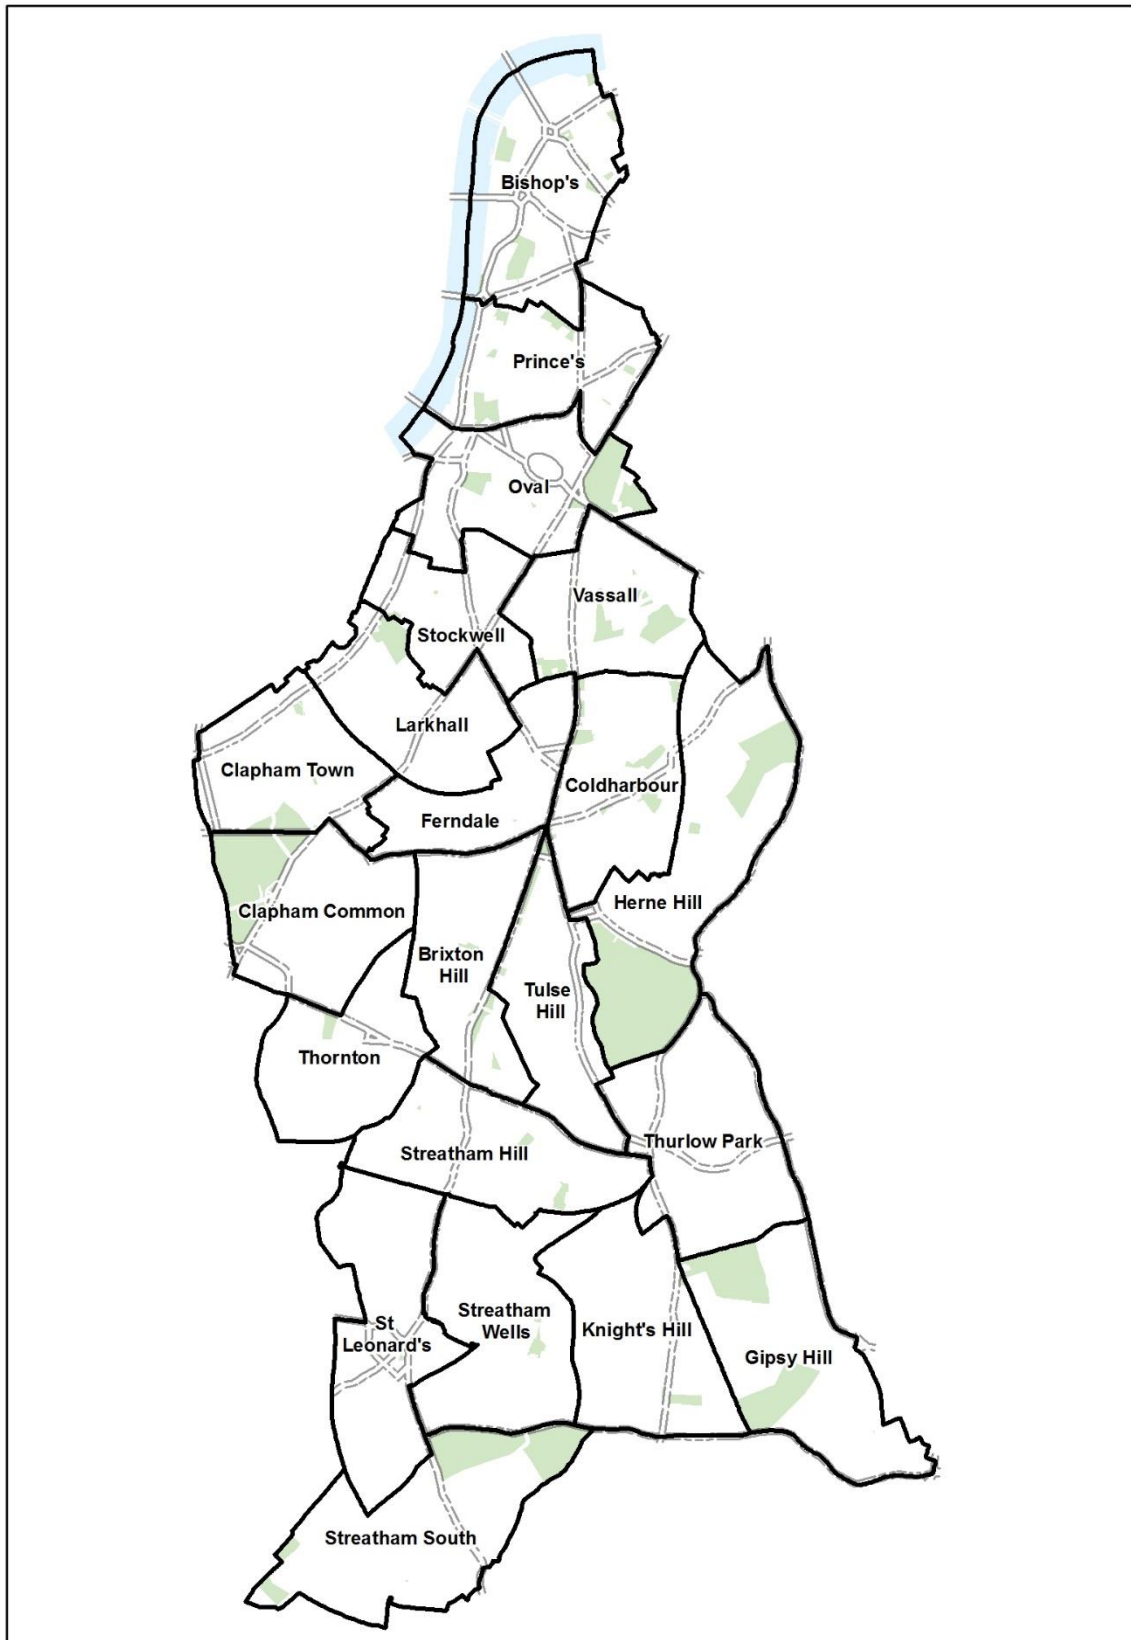 Bishop's
Prince's
Oval
Vassall
Stockwell
Larkhall
Clapham Town
Coldharbour
Ferndale
Herne Hill
Clapham Common
Brixton
Hill
Tulse
Hill
Thornton
Thurlow Park
Streatham Hill
Streatham
Wells
St
Leonard's
Knight's Hill
Gipsy Hill
Streatham South